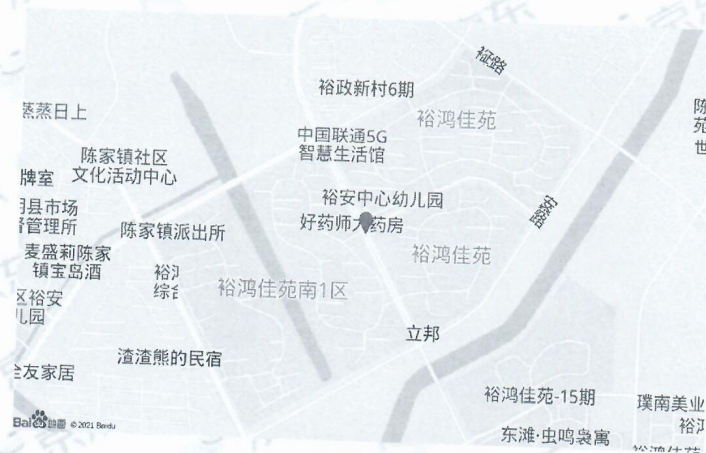 裕政新村6期
蒸蒸日上
裕鸿佳苑
中国联通5G
智慧生活馆
陈家镇社区
文化活动中心
牌室
裕安中心幼儿园
县市场
管理所
陈家镇派出所
好药师大药房
麦盛莉陈家
镇宝岛酒
裕鸿佳苑
裕鸿佳苑南1区
区裕安
儿园
立邦
渣渣熊的民宿
全友家居
裕鸿佳苑-15期
璞南美业
东滩·虫鸣袅寓
Bai 地图 © 2021 Baidu